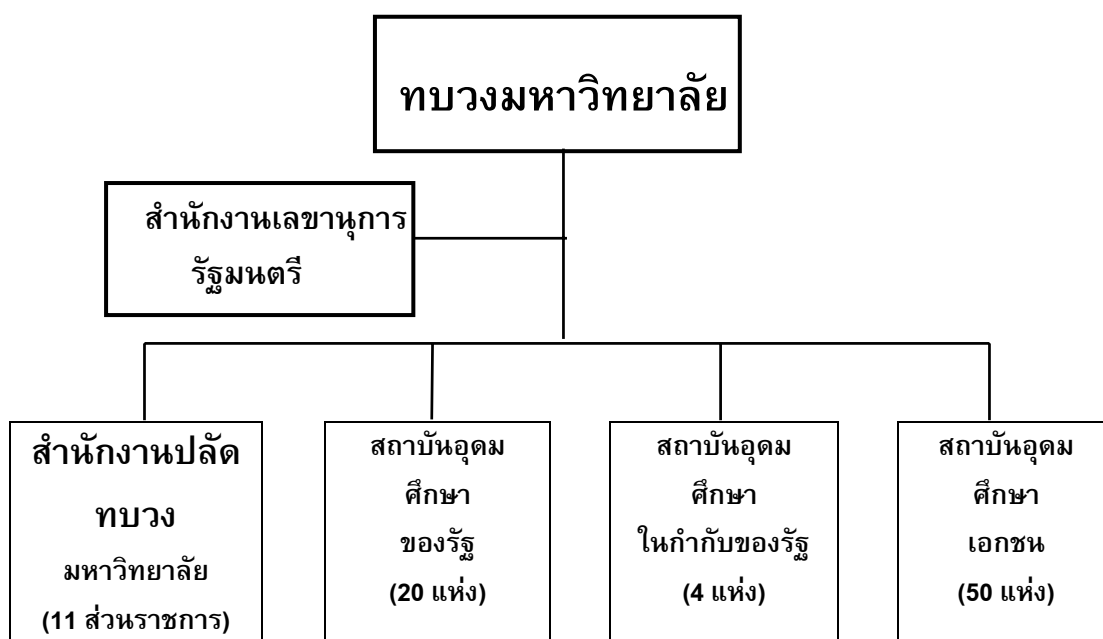 ทบวงมหาวิทยาลัย
สำนักงานเลขานุการ
รัฐมนตรี
สำนักงานปลัด
ทบวง
มหาวิทยาลัย
(11 ส่วนราชการ)
สถาบันอุดม
ศึกษา
ของรัฐ
(20 แห่ง)
สถาบันอุดม
ศึกษา
ในกำกับของรัฐ
(4 แห่ง)
สถาบันอุดม
ศึกษา
เอกชน
(50 แห่ง)